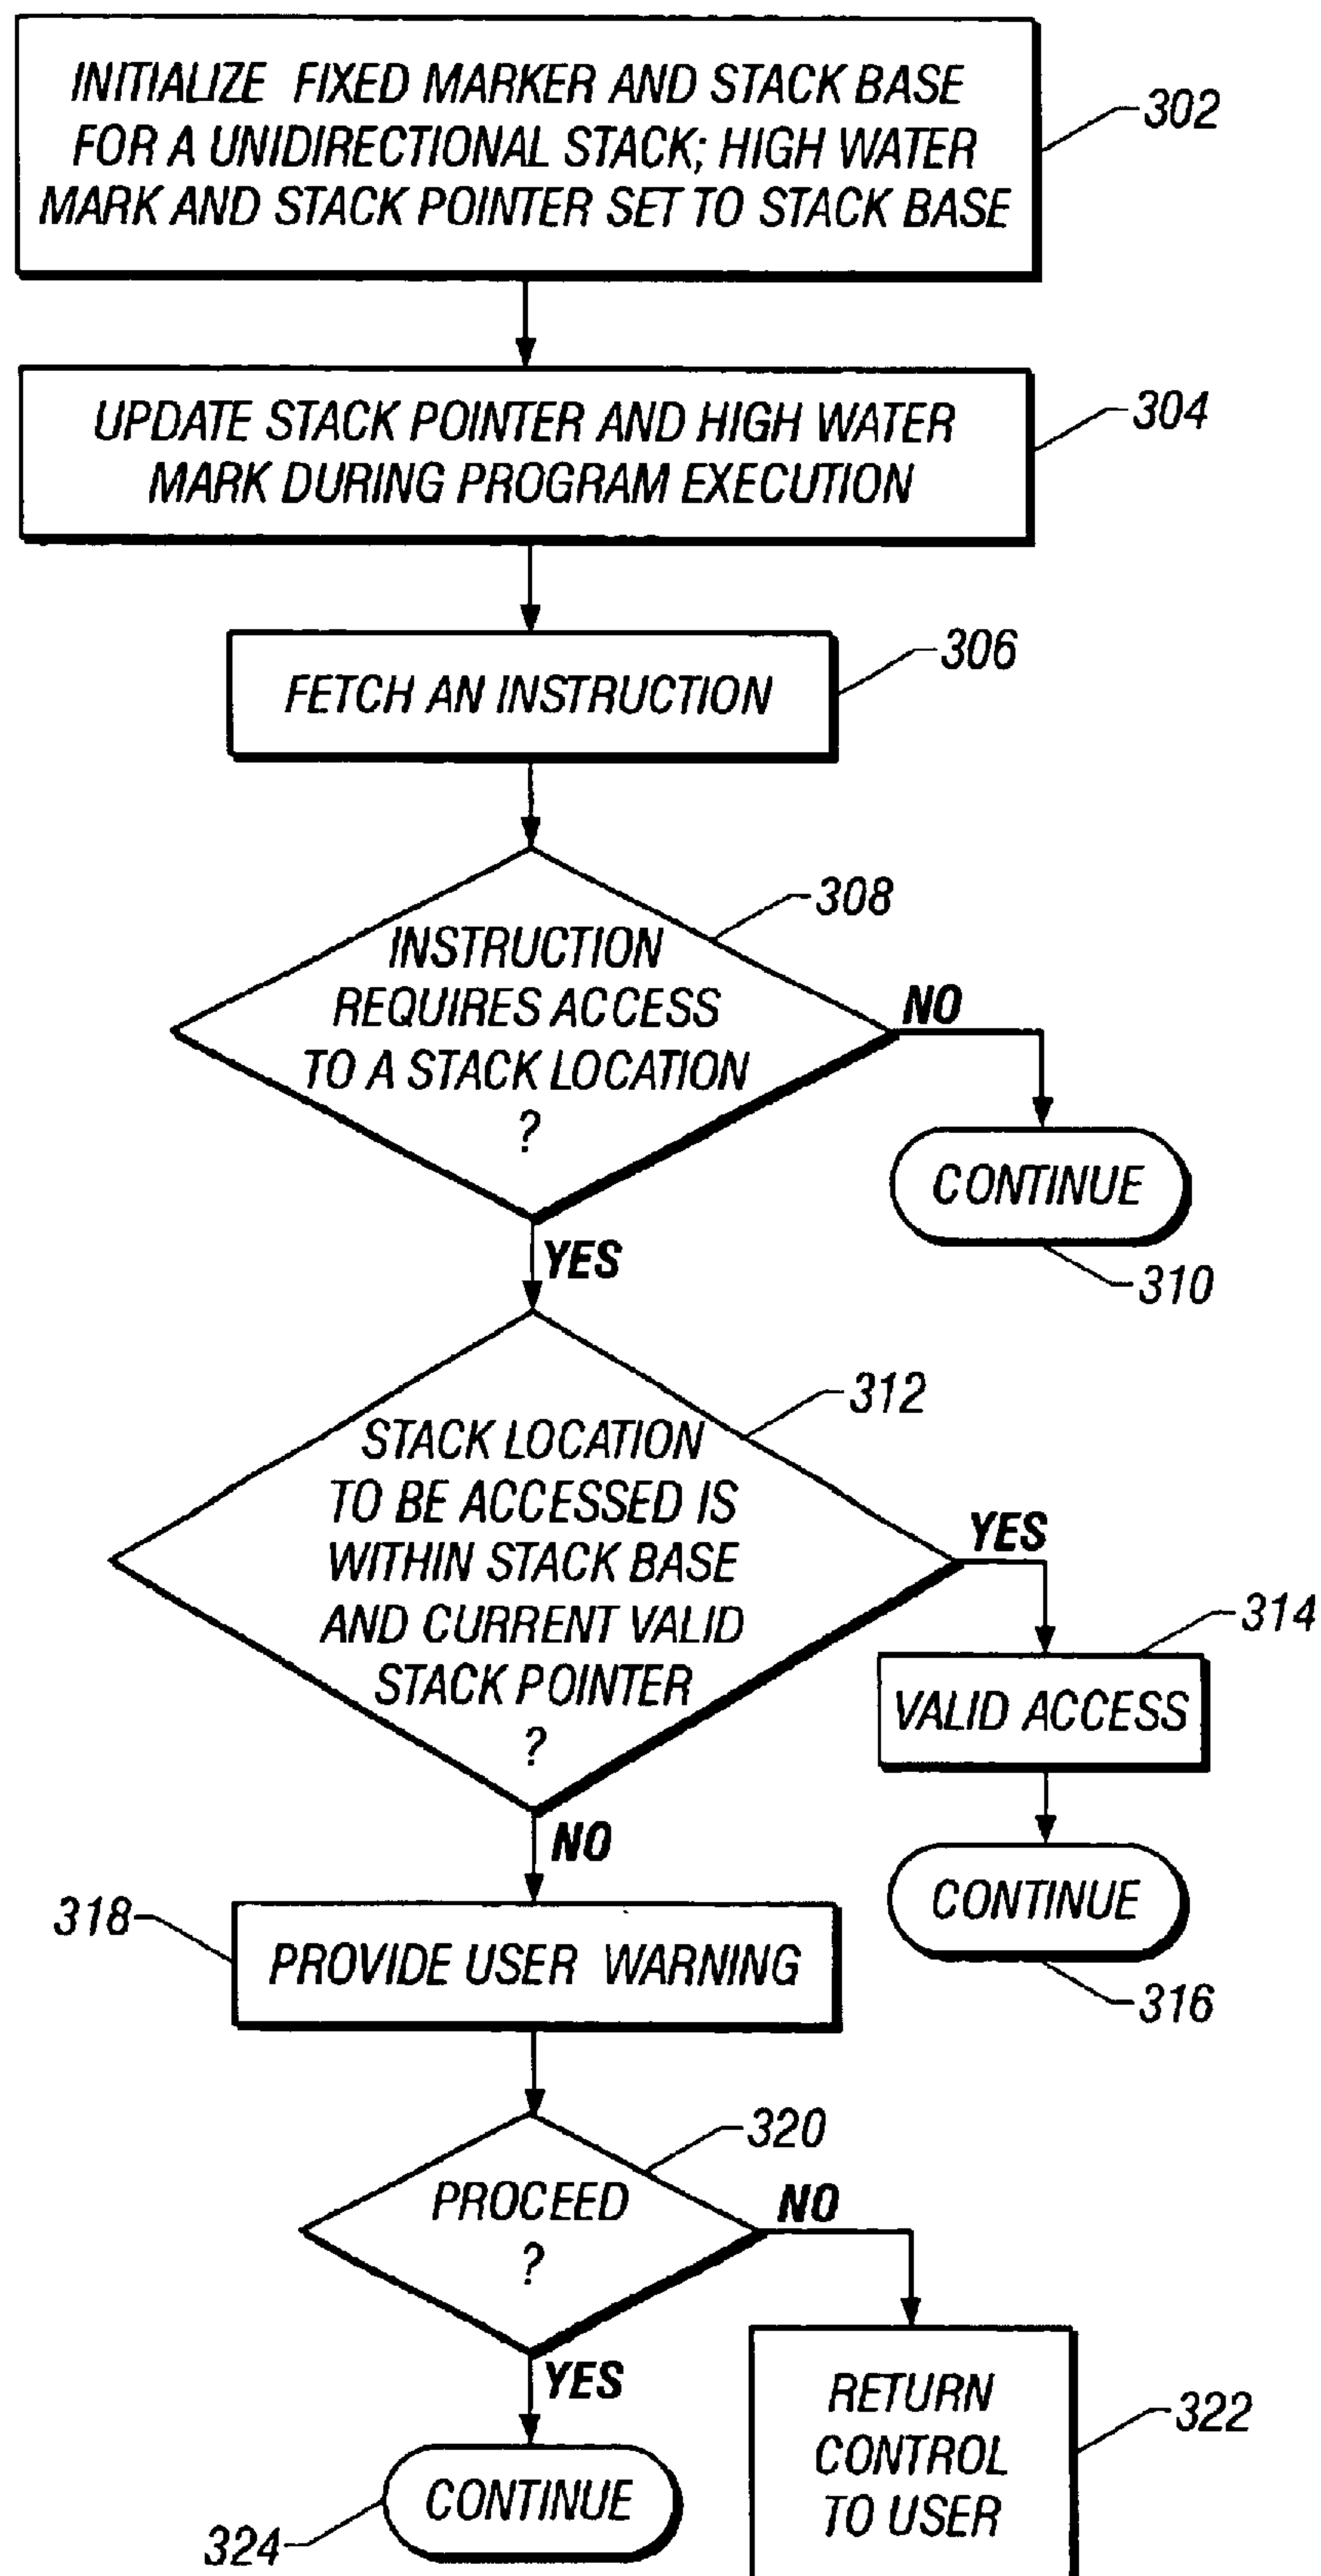 INITIALIZE FIXED MARKER AND STACK BASE
FOR A UNIDIRECTIONAL STACK; HIGH WATER
MARK AND STACK POINTER SET TO STACK BASE
302
UPDATE STACK POINTER AND HIGH WATER
MARK DURING PROGRAM EXECUTION
304
FETCH AN INSTRUCTION
306
308
INSTRUCTION
REQUIRES ACCESS
TO A STACK LOCATION
?
NO
CONTINUE
310
YES
312
STACK LOCATION
TO BE ACCESSED IS
WITHIN STACK BASE
AND CURRENT VALID
STACK POINTER
?
YES
314
VALID ACCESS
CONTINUE
316
NO
318
PROVIDE USER WARNING
320
PROCEED
?
NO
YES
322
RETURN
CONTROL
TO USER
CONTINUE
324